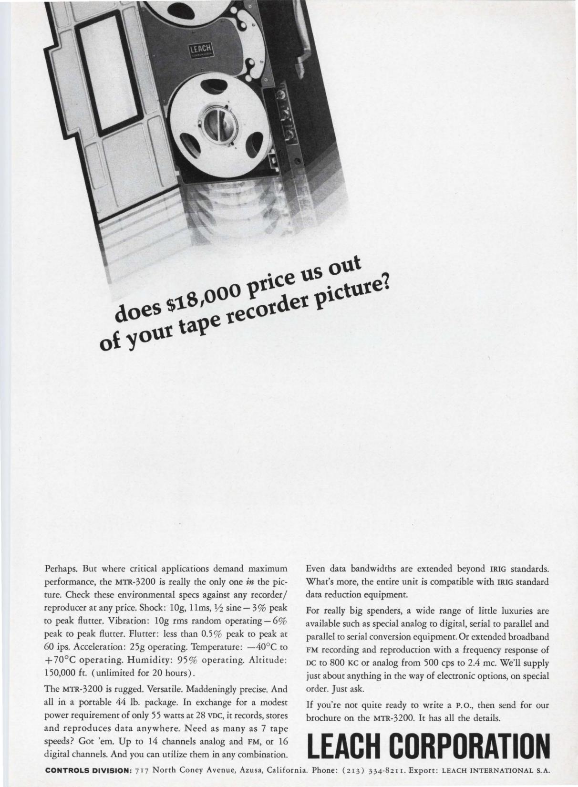 LEACH
does $18,000 price us out
of your tape recorder picture?
Perhaps. But where critical applications demand maximum
performance, the MTR-3200 is really the only one in the pic-
ture. Check these environmental specs against any recorder/
reproducer at any price. Shock: 10g, 11ms, ½ sine – 3% peak
to peak flutter. Vibration: 10g rms random operating – 6%
peak to peak flutter. Flutter: less than 0.5% peak to peak at
60 ips. Acceleration: 25g operating. Temperature: —40°C to
+70°C operating. Humidity: 95% operating. Altitude:
150,000 ft. (unlimited for 20 hours).
The MTR-3200 is rugged. Versatile. Maddeningly precise. And
all in a portable 44 lb. package. In exchange for a modest
power requirement of only 55 watts at 28 VDC, it records, stores
and reproduces data anywhere. Need as many as 7 tape
speeds? Got 'em. Up to 14 channels analog and FM, or 16
digital channels. And you can utilize them in any combination.
Even data bandwidths are extended beyond IRIG standards.
What's more, the entire unit is compatible with IRIG standard
data reduction equipment.
For really big spenders, a wide range of little luxuries are
available such as special analog to digital, serial to parallel and
parallel to serial conversion equipment. Or extended broadband
FM recording and reproduction with a frequency response of
DC to 800 KC or analog from 500 cps to 2.4 mc. We'll supply
just about anything in the way of electronic options, on special
order. Just ask.
If you're not quite ready to write a P.O., then send for our
brochure on the MTR-3200. It has all the details.
LEACH CORPORATION
CONTROLS DIVISION: 717 North Coney Avenue, Azusa, California. Phone: (213) 334-8211. Export: LEACH INTERNATIONAL S.A.